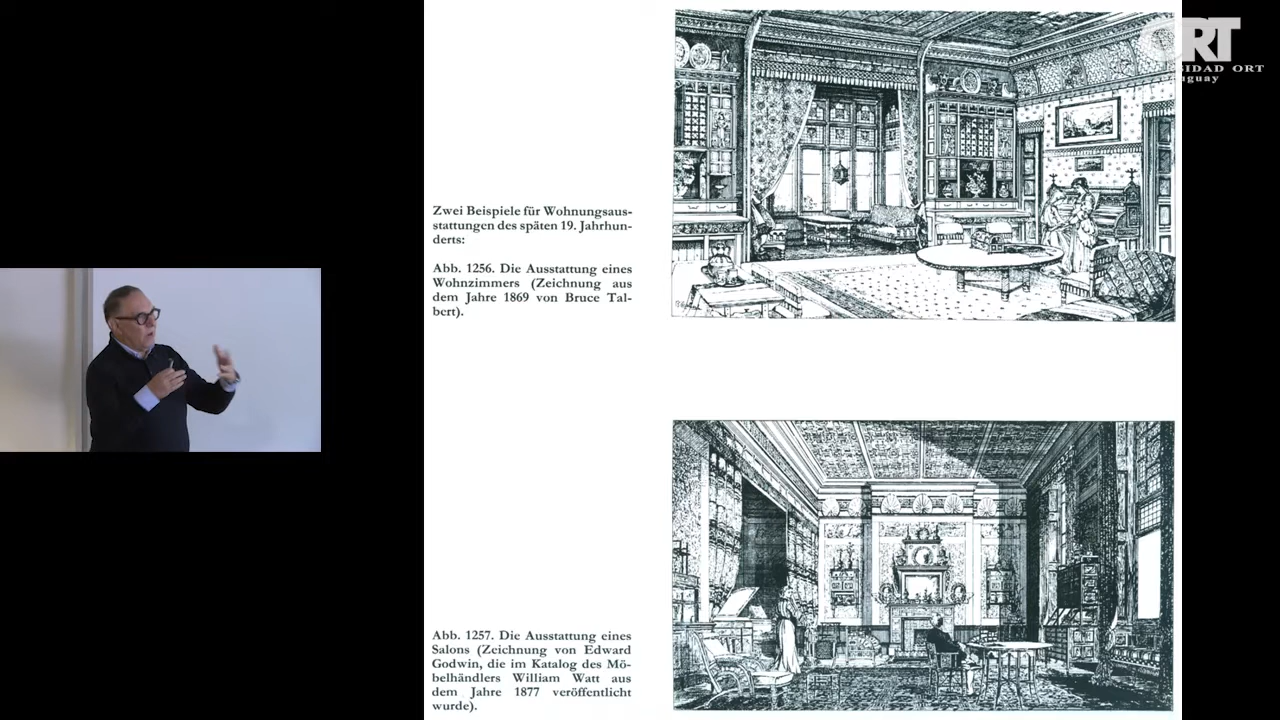 ORT
SIDAD ORT
uguay
Zwei Beispiele für Wohnungsaus-
stattungen des späten 19. Jahrhun-
derts:
Abb. 1256. Die Ausstattung eines
Wohnzimmers (Zeichnung aus
dem Jahre 1869 von Bruce Tal-
bert).
Abb. 1257. Die Ausstattung eines
Salons (Zeichnung von Edward
Godwin, die im Katalog des Mö-
belhändlers William Watt aus
dem Jahre 1877 veröffentlicht
wurde).